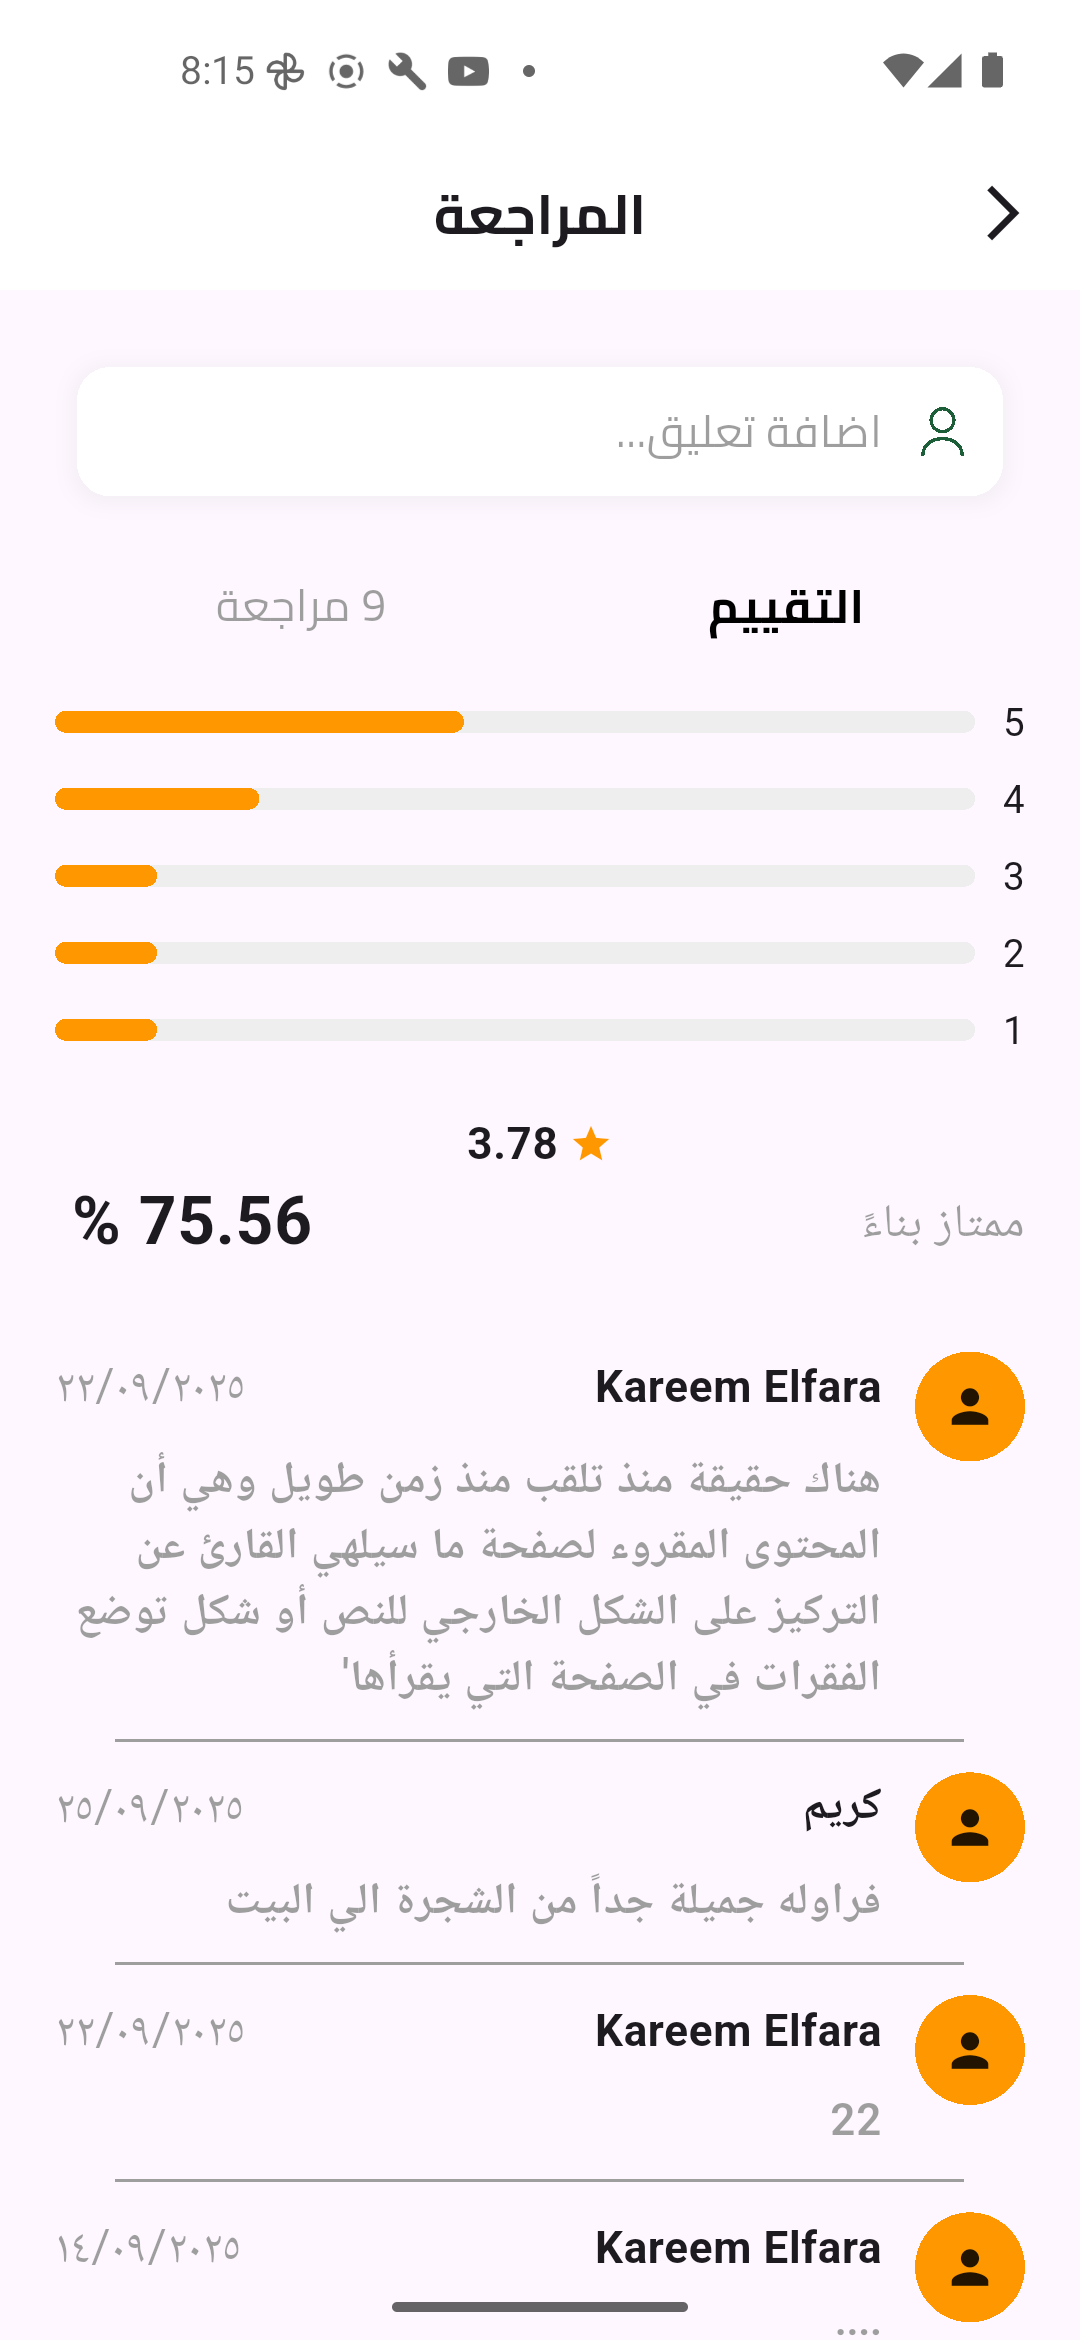 8:15
المراجعة
اضافة تعليق...
التقييم
9 مراجعة
5
4
3
2
1
3.78
ممتاز بناءً
75.56 %
Kareem Elfara
٢٢/٠٩/٢٠٢٥
هناك حقيقة منذ تلقب منذ زمن طويل وهي أن
المحتوى المقروء لصفحة ما سيلهي القارئ عن
التركيز على الشكل الخارجي للنص أو شكل توضع
الفقرات في الصفحة التي يقرأها'
كريم
٢٥/٠٩/٢٠٢٥
فراوله جميلة جداً من الشجرة الي البيت
Kareem Elfara
٢٢/٠٩/٢٠٢٥
22
Kareem Elfara
١٤/٠٩/٢٠٢٥
....